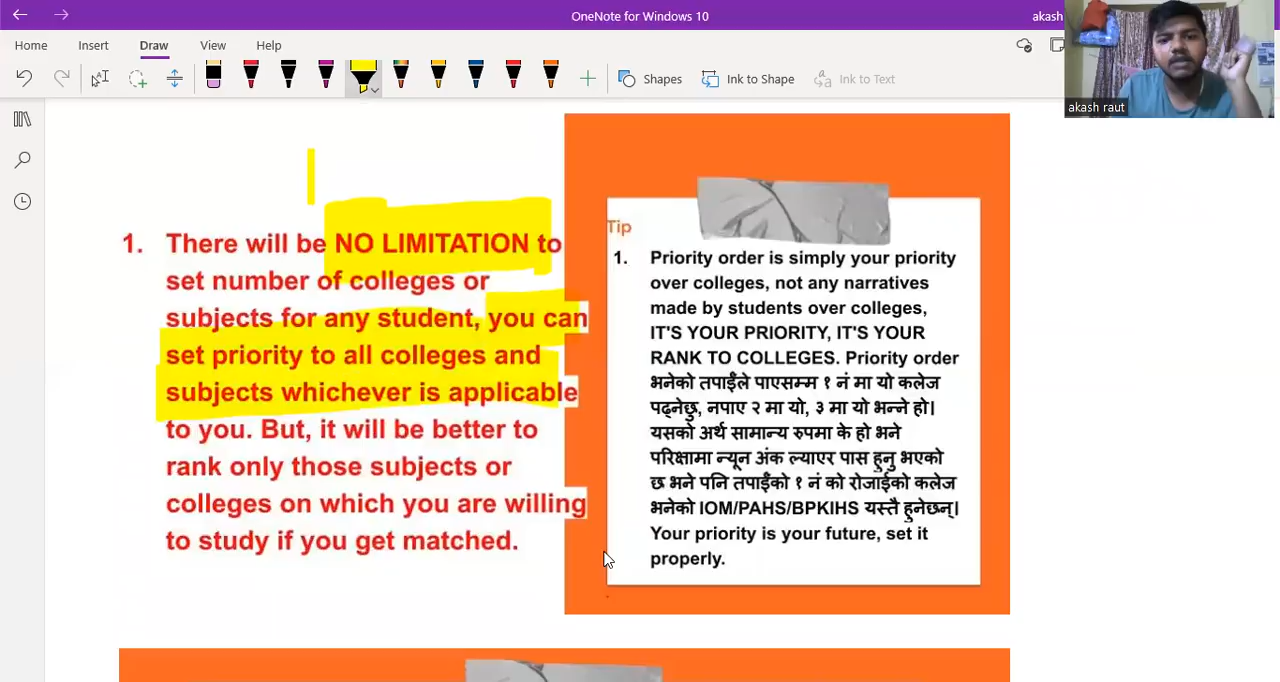 OneNote for Windows 10
akash
Home Insert Draw View Help
Shapes Ink to Shape Ink to Text
akash raut
1. There will be NO LIMITATION to
set number of colleges or
subjects for any student, you can
set priority to all colleges and
subjects whichever is applicable
to you. But, it will be better to
rank only those subjects or
colleges on which you are willing
to study if you get matched.
Tip
1. Priority order is simply your priority
over colleges, not any narratives
made by students over colleges,
IT'S YOUR PRIORITY, IT'S YOUR
RANK TO COLLEGES. Priority order
भनेको तपाईंले पाएसम्म १ नं मा यो कलेज
पढ्नेछु, नपाए २ मा यो, ३ मा यो भन्ने हो।
यसको अर्थ सामान्य रुपमा के हो भने
परिक्षामा न्यून अंक ल्याएर पास हुनु भएको
छ भने पनि तपाईंको १ नं को रोजाईको कलेज
भनेको IOM/PAHS/BPKIHS यस्तै हुनेछन्।
Your priority is your future, set it
properly.